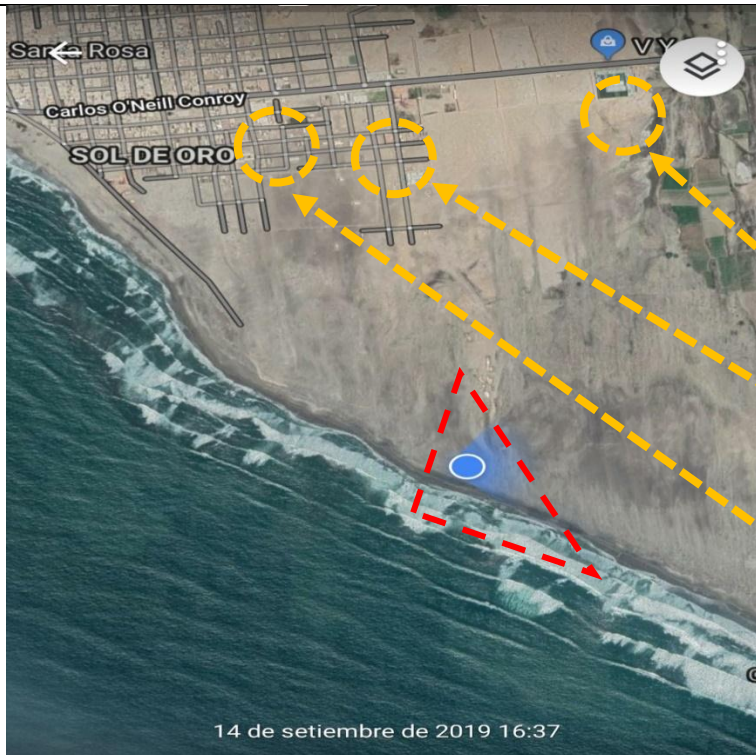 Santa Rosa
V Y
Carlos O'Neill Conroy
SOL DE ORO
14 de setiembre de 2019 16:37